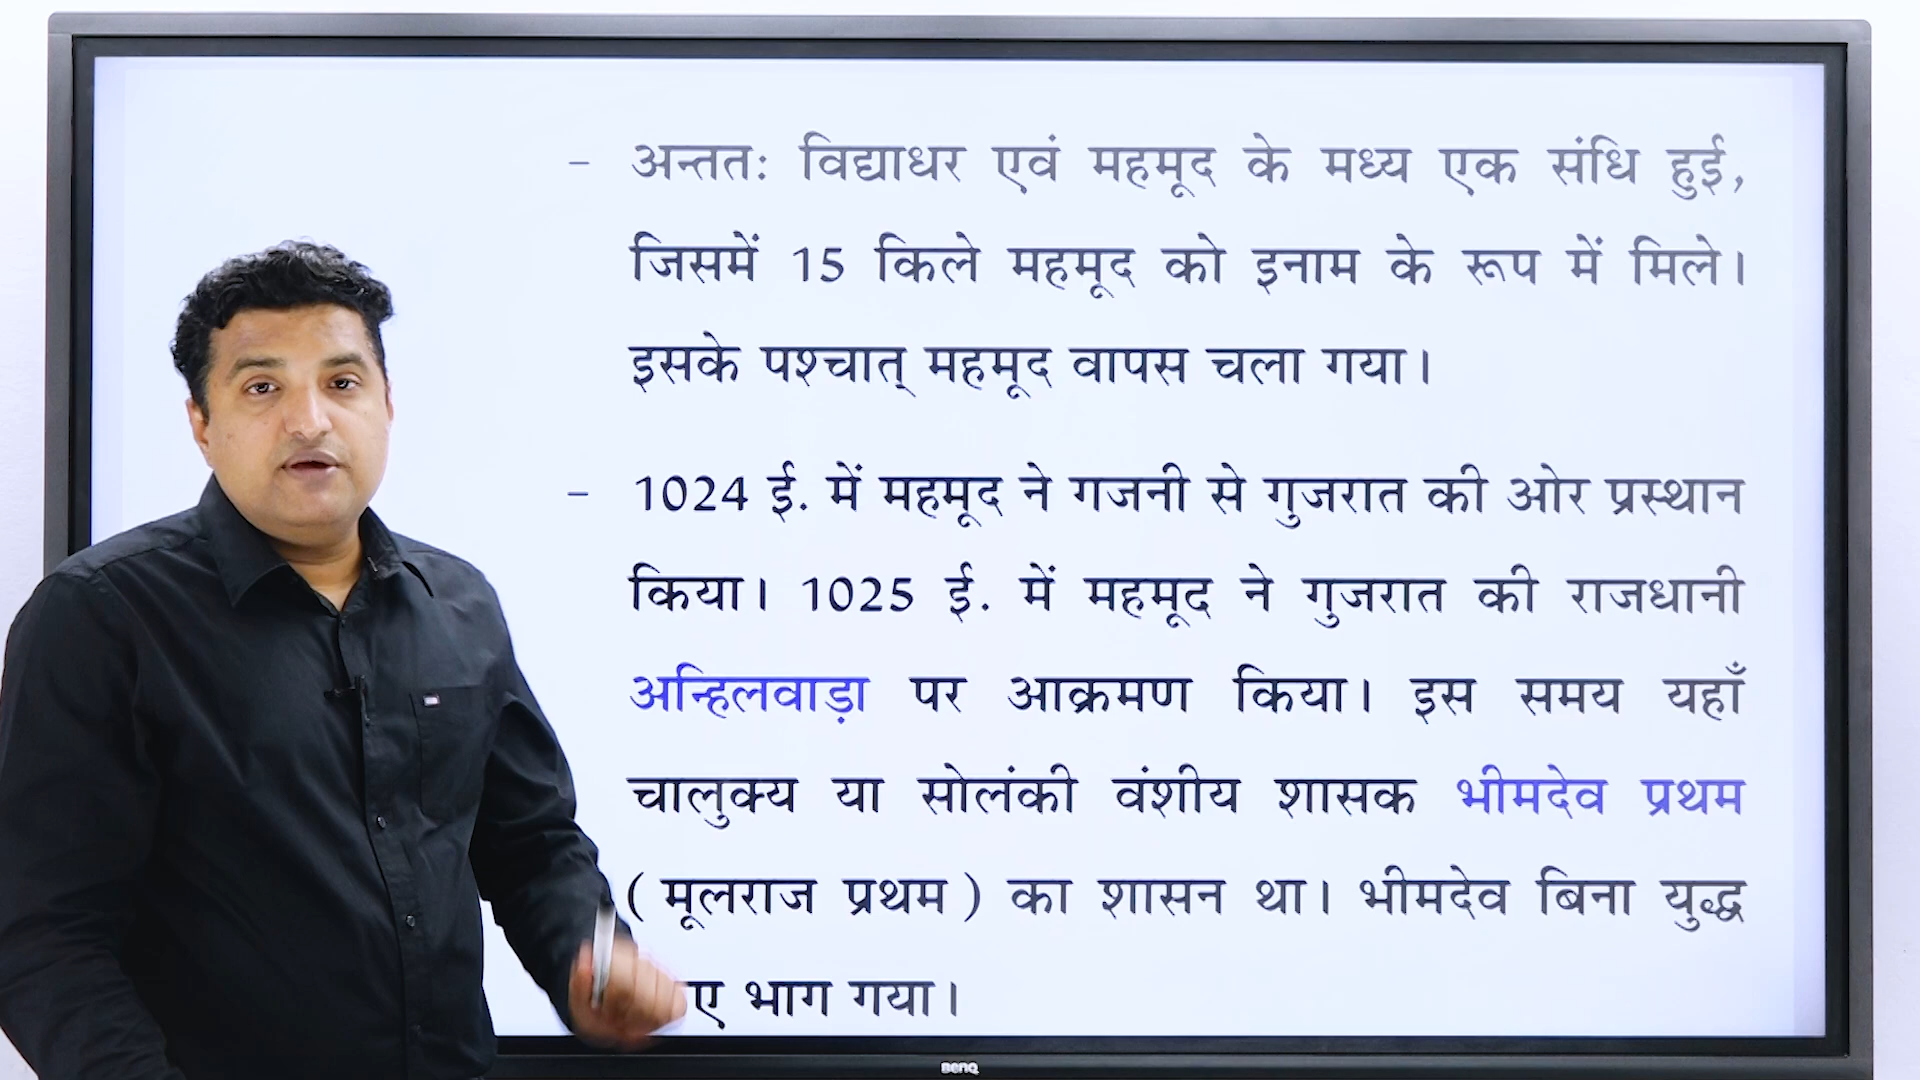 - अन्ततः विद्याधर एवं महमूद के मध्य एक संधि हुई,
जिसमें 15 किले महमूद को इनाम के रूप में मिले।
इसके पश्चात् महमूद वापस चला गया।
- 1024 ई. में महमूद ने गजनी से गुजरात की ओर प्रस्थान
किया। 1025 ई. में महमूद ने गुजरात की राजधानी
अन्हिलवाड़ा पर आक्रमण किया। इस समय यहाँ
चालुक्य या सोलंकी वंशीय शासक भीमदेव प्रथम
(मूलराज प्रथम) का शासन था। भीमदेव बिना युद्ध
भाग गया।
BenQ